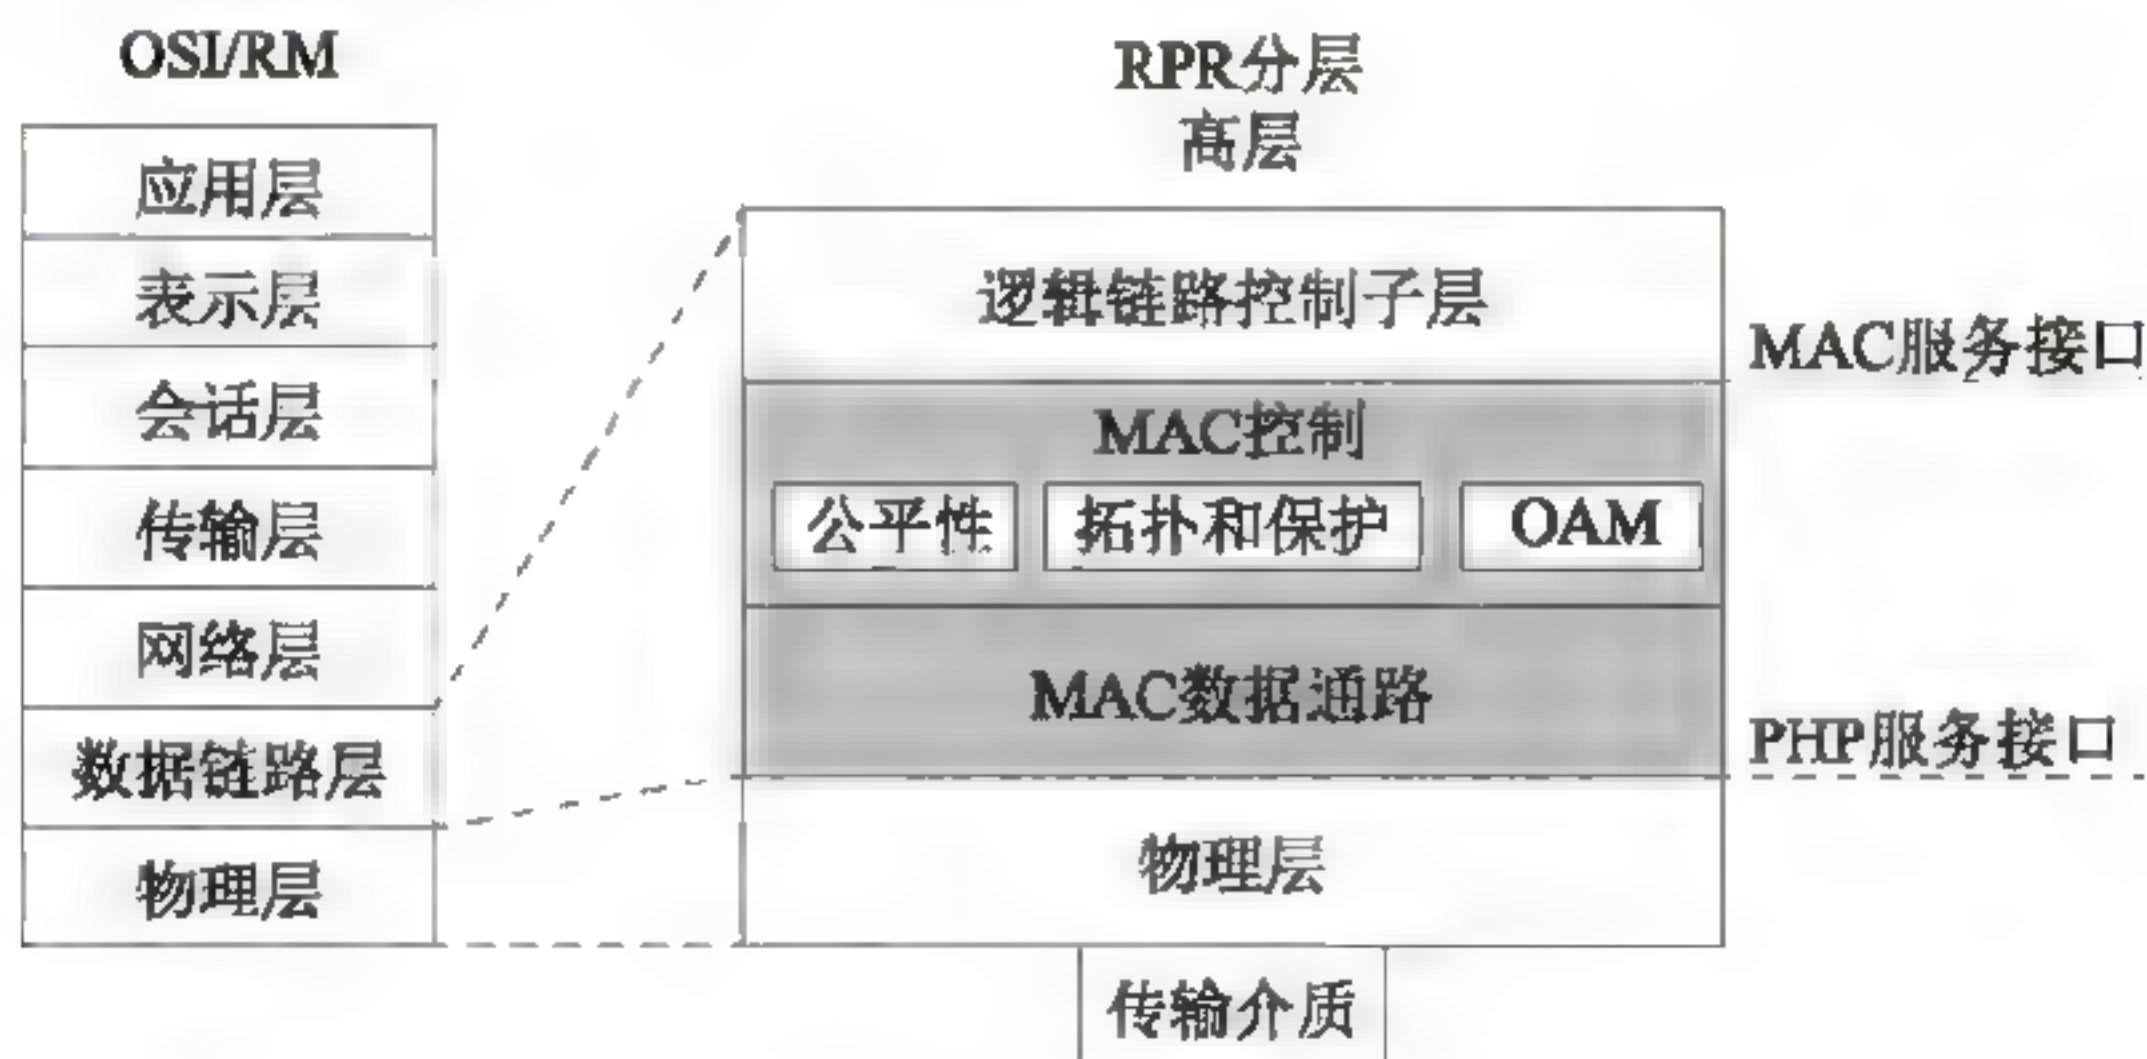 OSI/RM
应用层
表示层
会话层
传输层
网络层
数据链路层
物理层
RPR分层
高层
逻辑链路控制子层
MAC服务接口
MAC控制
公平性
拓扑和保护
OAM
MAC数据通路
PHP服务接口
物理层
传输介质